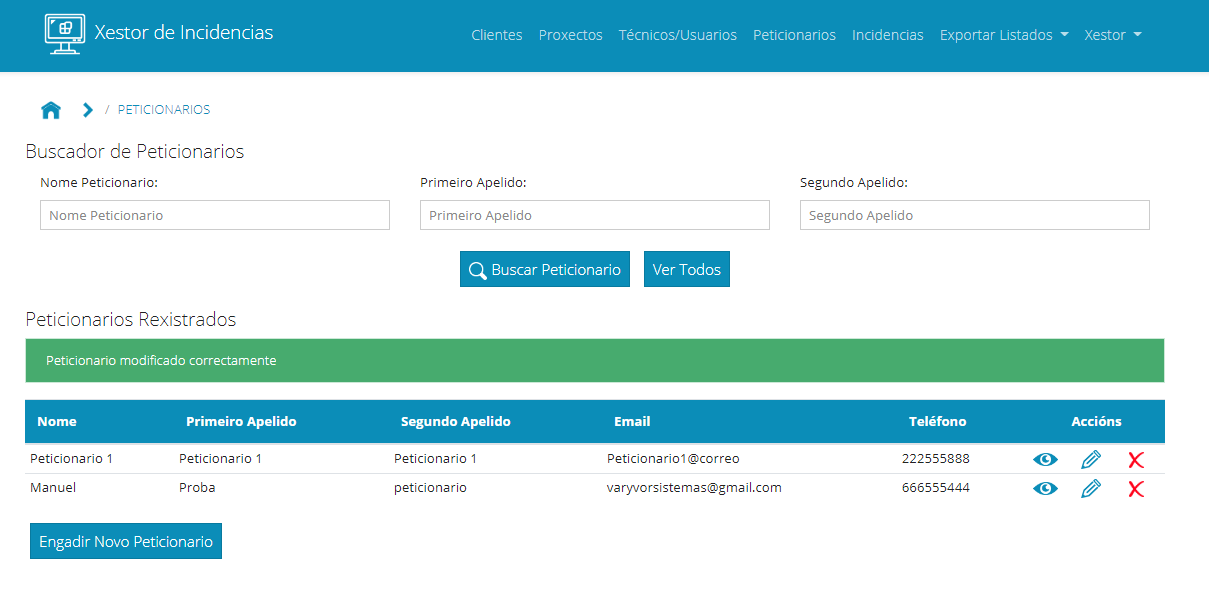 Xestor de Incidencias
Clientes Proxectos Técnicos/Usuarios Peticionarios Incidencias Exportar Listados Xestor
/ PETICIONARIOS
Buscador de Peticionarios
Nome Peticionario: Primeiro Apelido: Segundo Apelido:
Nome Peticionario Primeiro Apelido Segundo Apelido
Buscar Peticionario Ver Todos
Peticionarios Rexistrados
Peticionario modificado correctamente
Nome Primeiro Apelido Segundo Apelido Email Teléfono Accións
Peticionario 1 Peticionario 1 Peticionario 1 Peticionario1@correo 222555888
Manuel Proba peticionario varyvorsistemas@gmail.com 666555444
Engadir Novo Peticionario